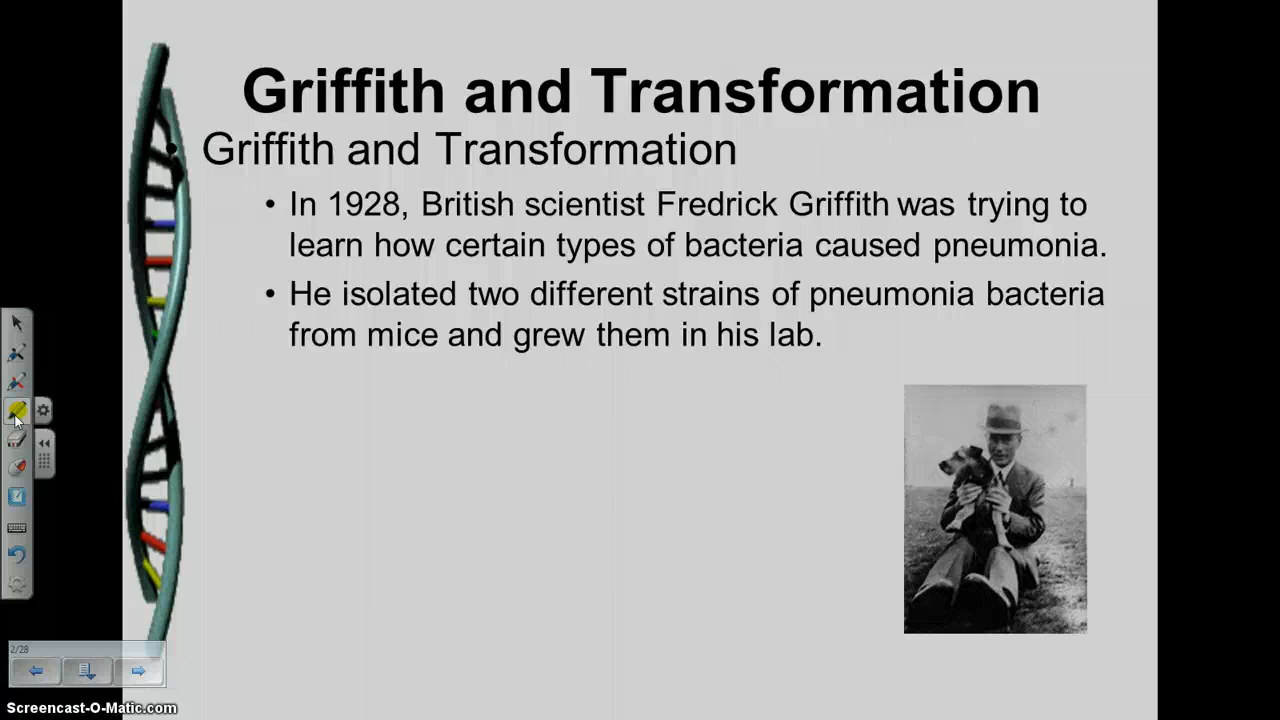 Griffith and Transformation
• Griffith and Transformation
• In 1928, British scientist Fredrick Griffith was trying to
learn how certain types of bacteria caused pneumonia.
• He isolated two different strains of pneumonia bacteria
from mice and grew them in his lab.
2/28
Screencast-O-Matic.com